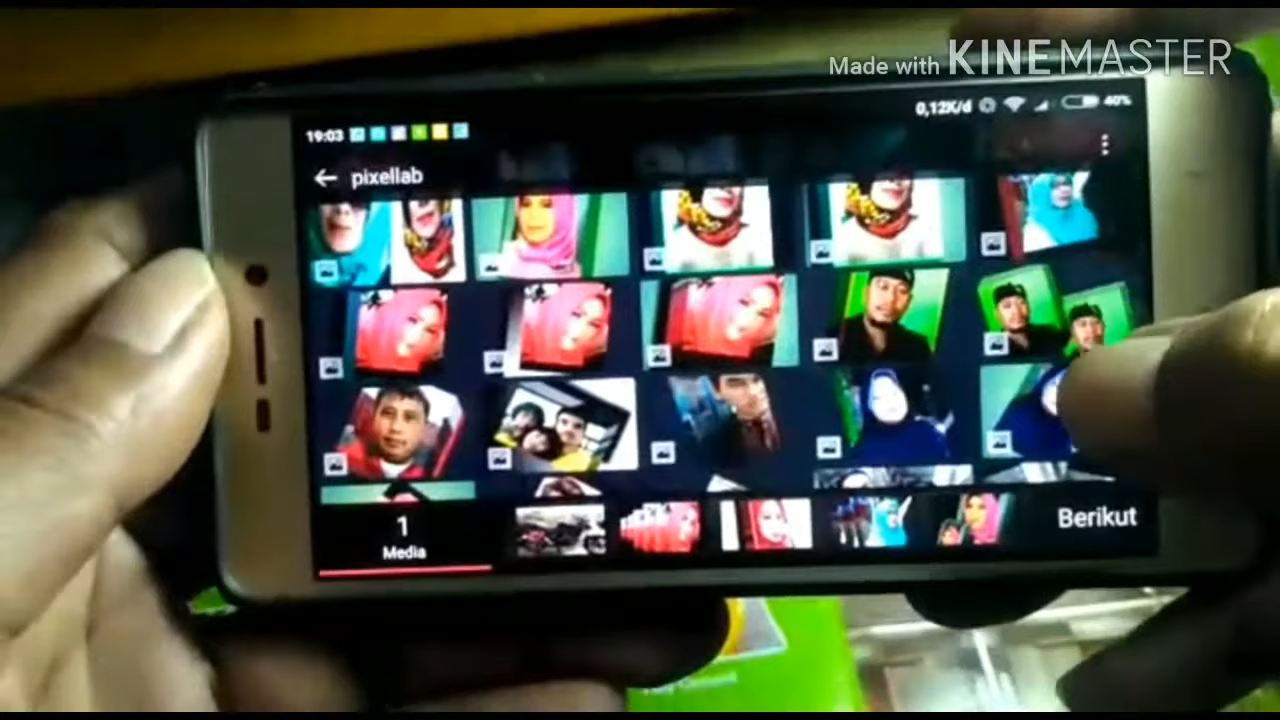 Made with KINEMASTER
0,12K/d 40%
19:03
pixellab
1
Media
Berikut